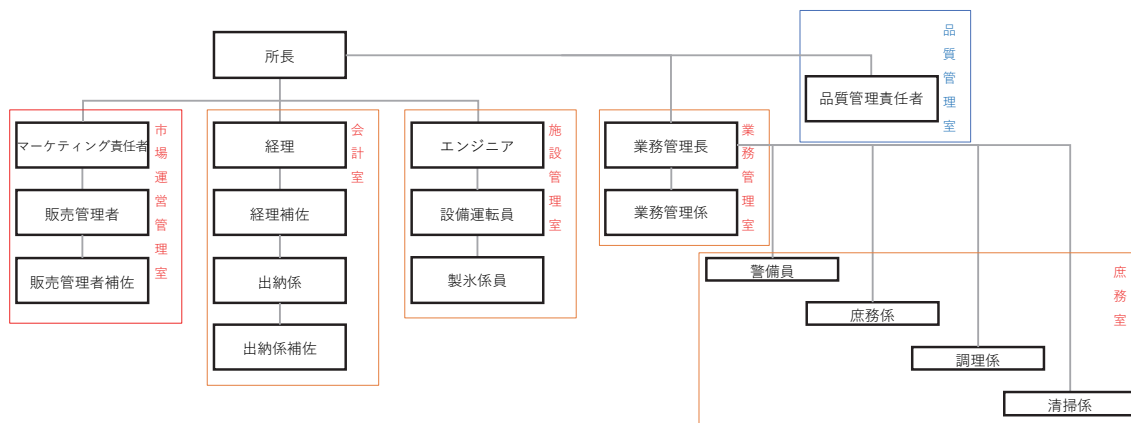 所長
品質管理責任者
品質管理室
マーケティング責任者
販売管理者
販売管理者補佐
市場運営管理室
経理
経理補佐
出納係
出納係補佐
会計室
エンジニア
設備運転員
製氷係員
施設管理室
業務管理長
業務管理係
業務管理室
警備員
庶務係
調理係
清掃係
庶務室